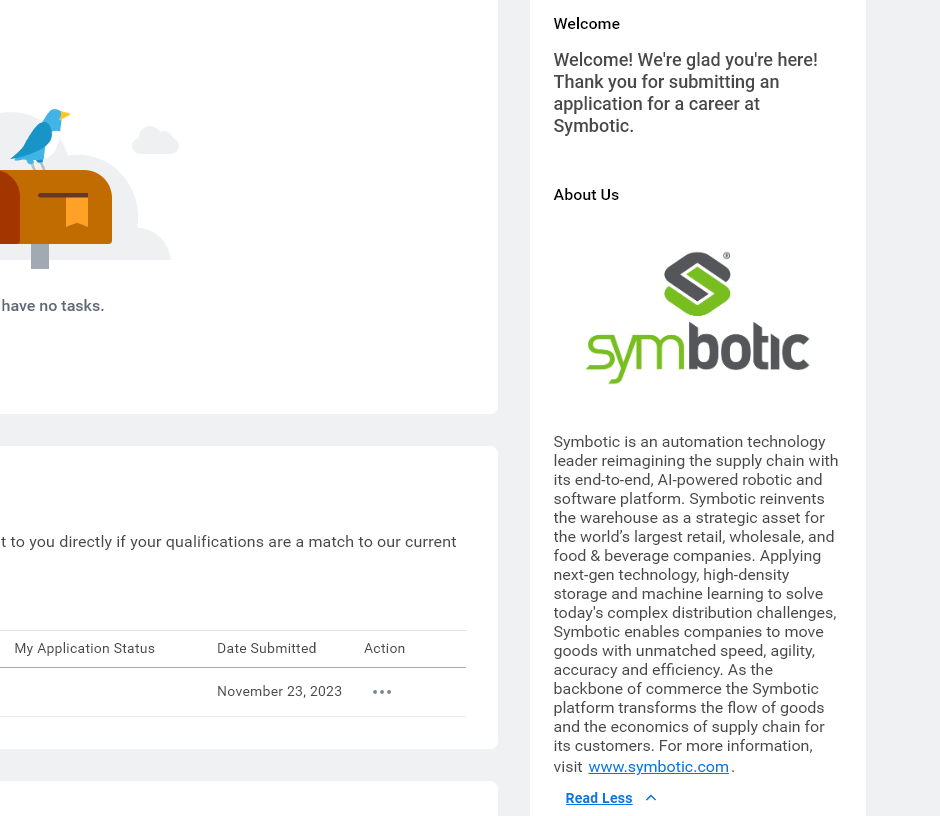 have no tasks.
t to you directly if your qualifications are a match to our current
My Application Status Date Submitted Action
November 23, 2023
Welcome
Welcome! We're glad you're here!
Thank you for submitting an
application for a career at
Symbotic.
About Us
®
symbotic
Symbotic is an automation technology
leader reimagining the supply chain with
its end-to-end, AI-powered robotic and
software platform. Symbotic reinvents
the warehouse as a strategic asset for
the world’s largest retail, wholesale, and
food & beverage companies. Applying
next-gen technology, high-density
storage and machine learning to solve
today's complex distribution challenges,
Symbotic enables companies to move
goods with unmatched speed, agility,
accuracy and efficiency. As the
backbone of commerce the Symbotic
platform transforms the flow of goods
and the economics of supply chain for
its customers. For more information,
visit www.symbotic.com.
Read Less